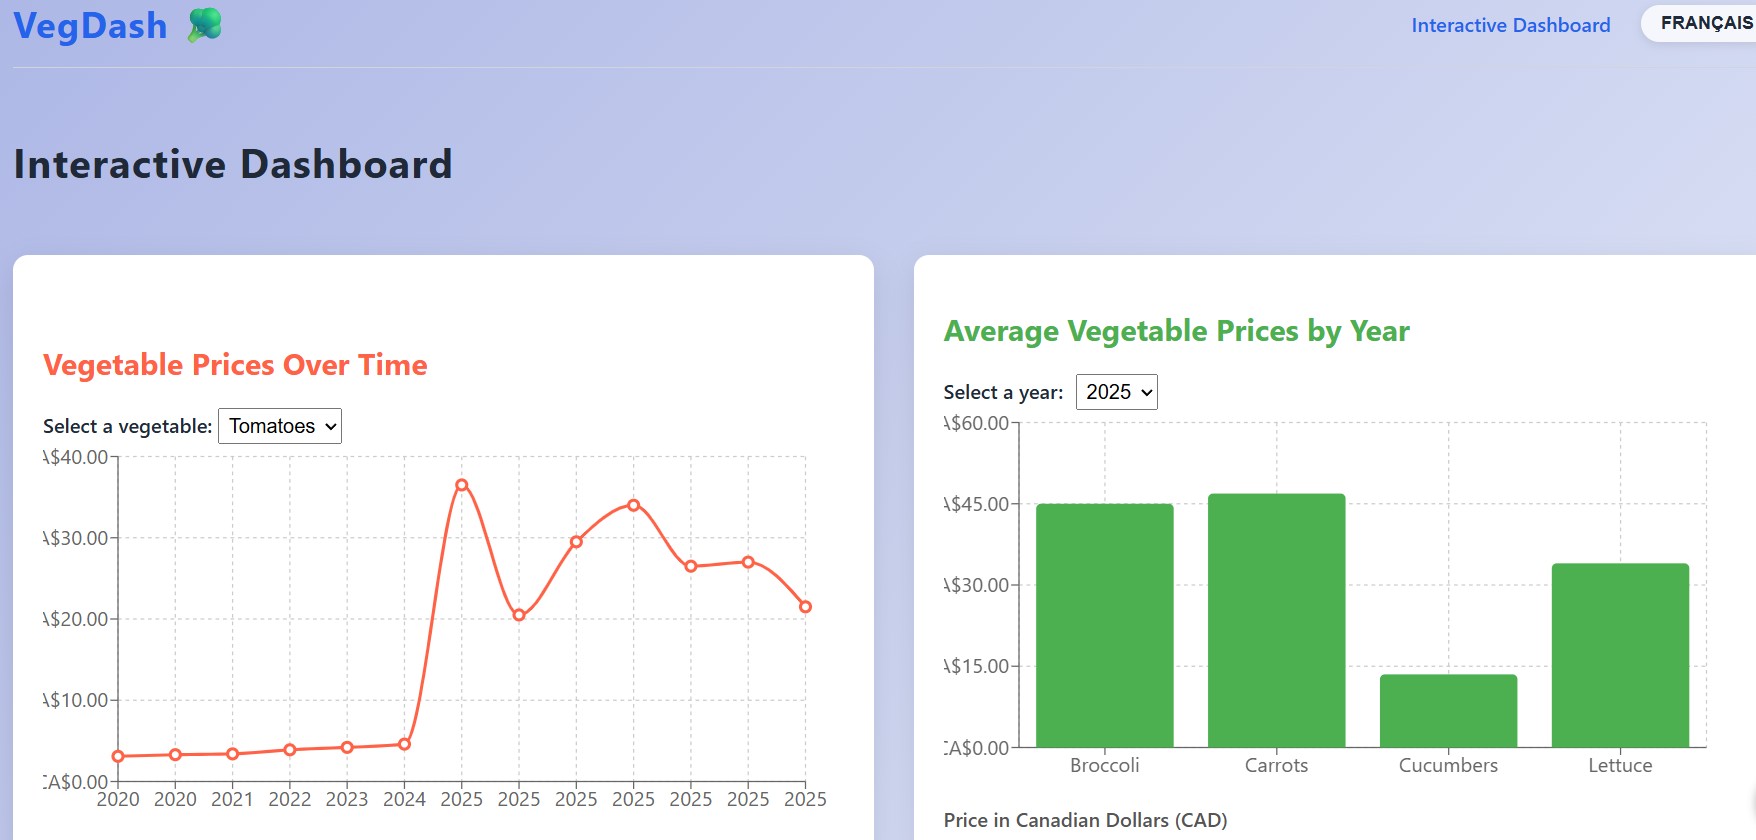 VegDash
Interactive Dashboard
FRANÇAIS
Interactive Dashboard
Vegetable Prices Over Time
Select a vegetable: Tomatoes
A$40.00
A$30.00
A$20.00
A$10.00
CA$0.00
2020 2020 2021 2022 2023 2024 2025 2025 2025 2025 2025 2025 2025
Average Vegetable Prices by Year
Select a year: 2025
A$60.00
A$45.00
A$30.00
A$15.00
CA$0.00
Broccoli Carrots Cucumbers Lettuce
Price in Canadian Dollars (CAD)